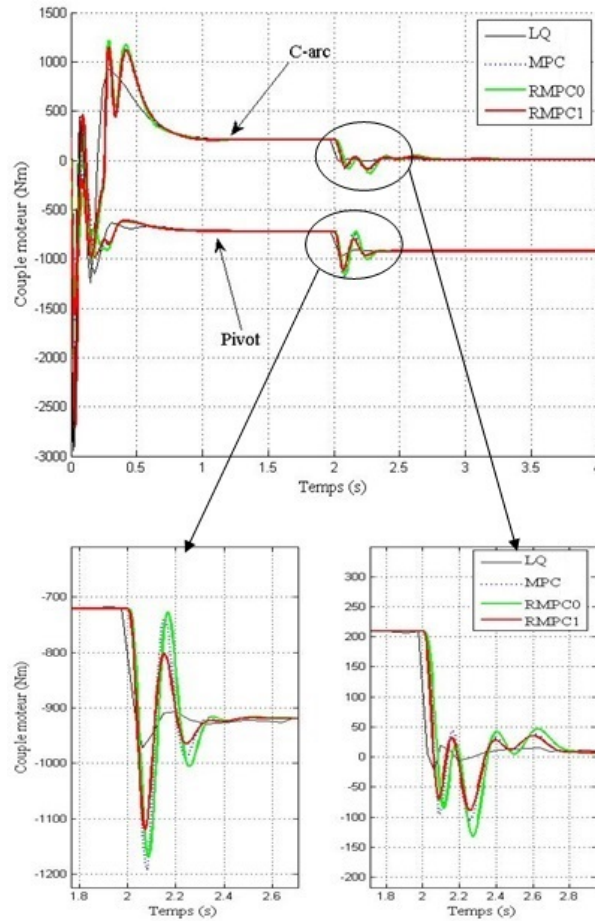 1500
1000
500
0
-500
-1000
-1500
-2000
-2500
-3000
Couple moteur (Nm)
C-arc
Pivot
LQ
MPC
RMPC0
RMPC1
0 0.5 1 1.5 2 2.5 3 3.5 4
Temps (s)
-700
-800
-900
-1000
-1100
-1200
Couple moteur (Nm)
1.8 2 2.2 2.4 2.6
Temps (s)
300
250
200
150
100
50
0
-50
-100
-150
-200
LQ
MPC
RMPC0
RMPC1
1.8 2 2.2 2.4 2.6 2.8
Temps (s)